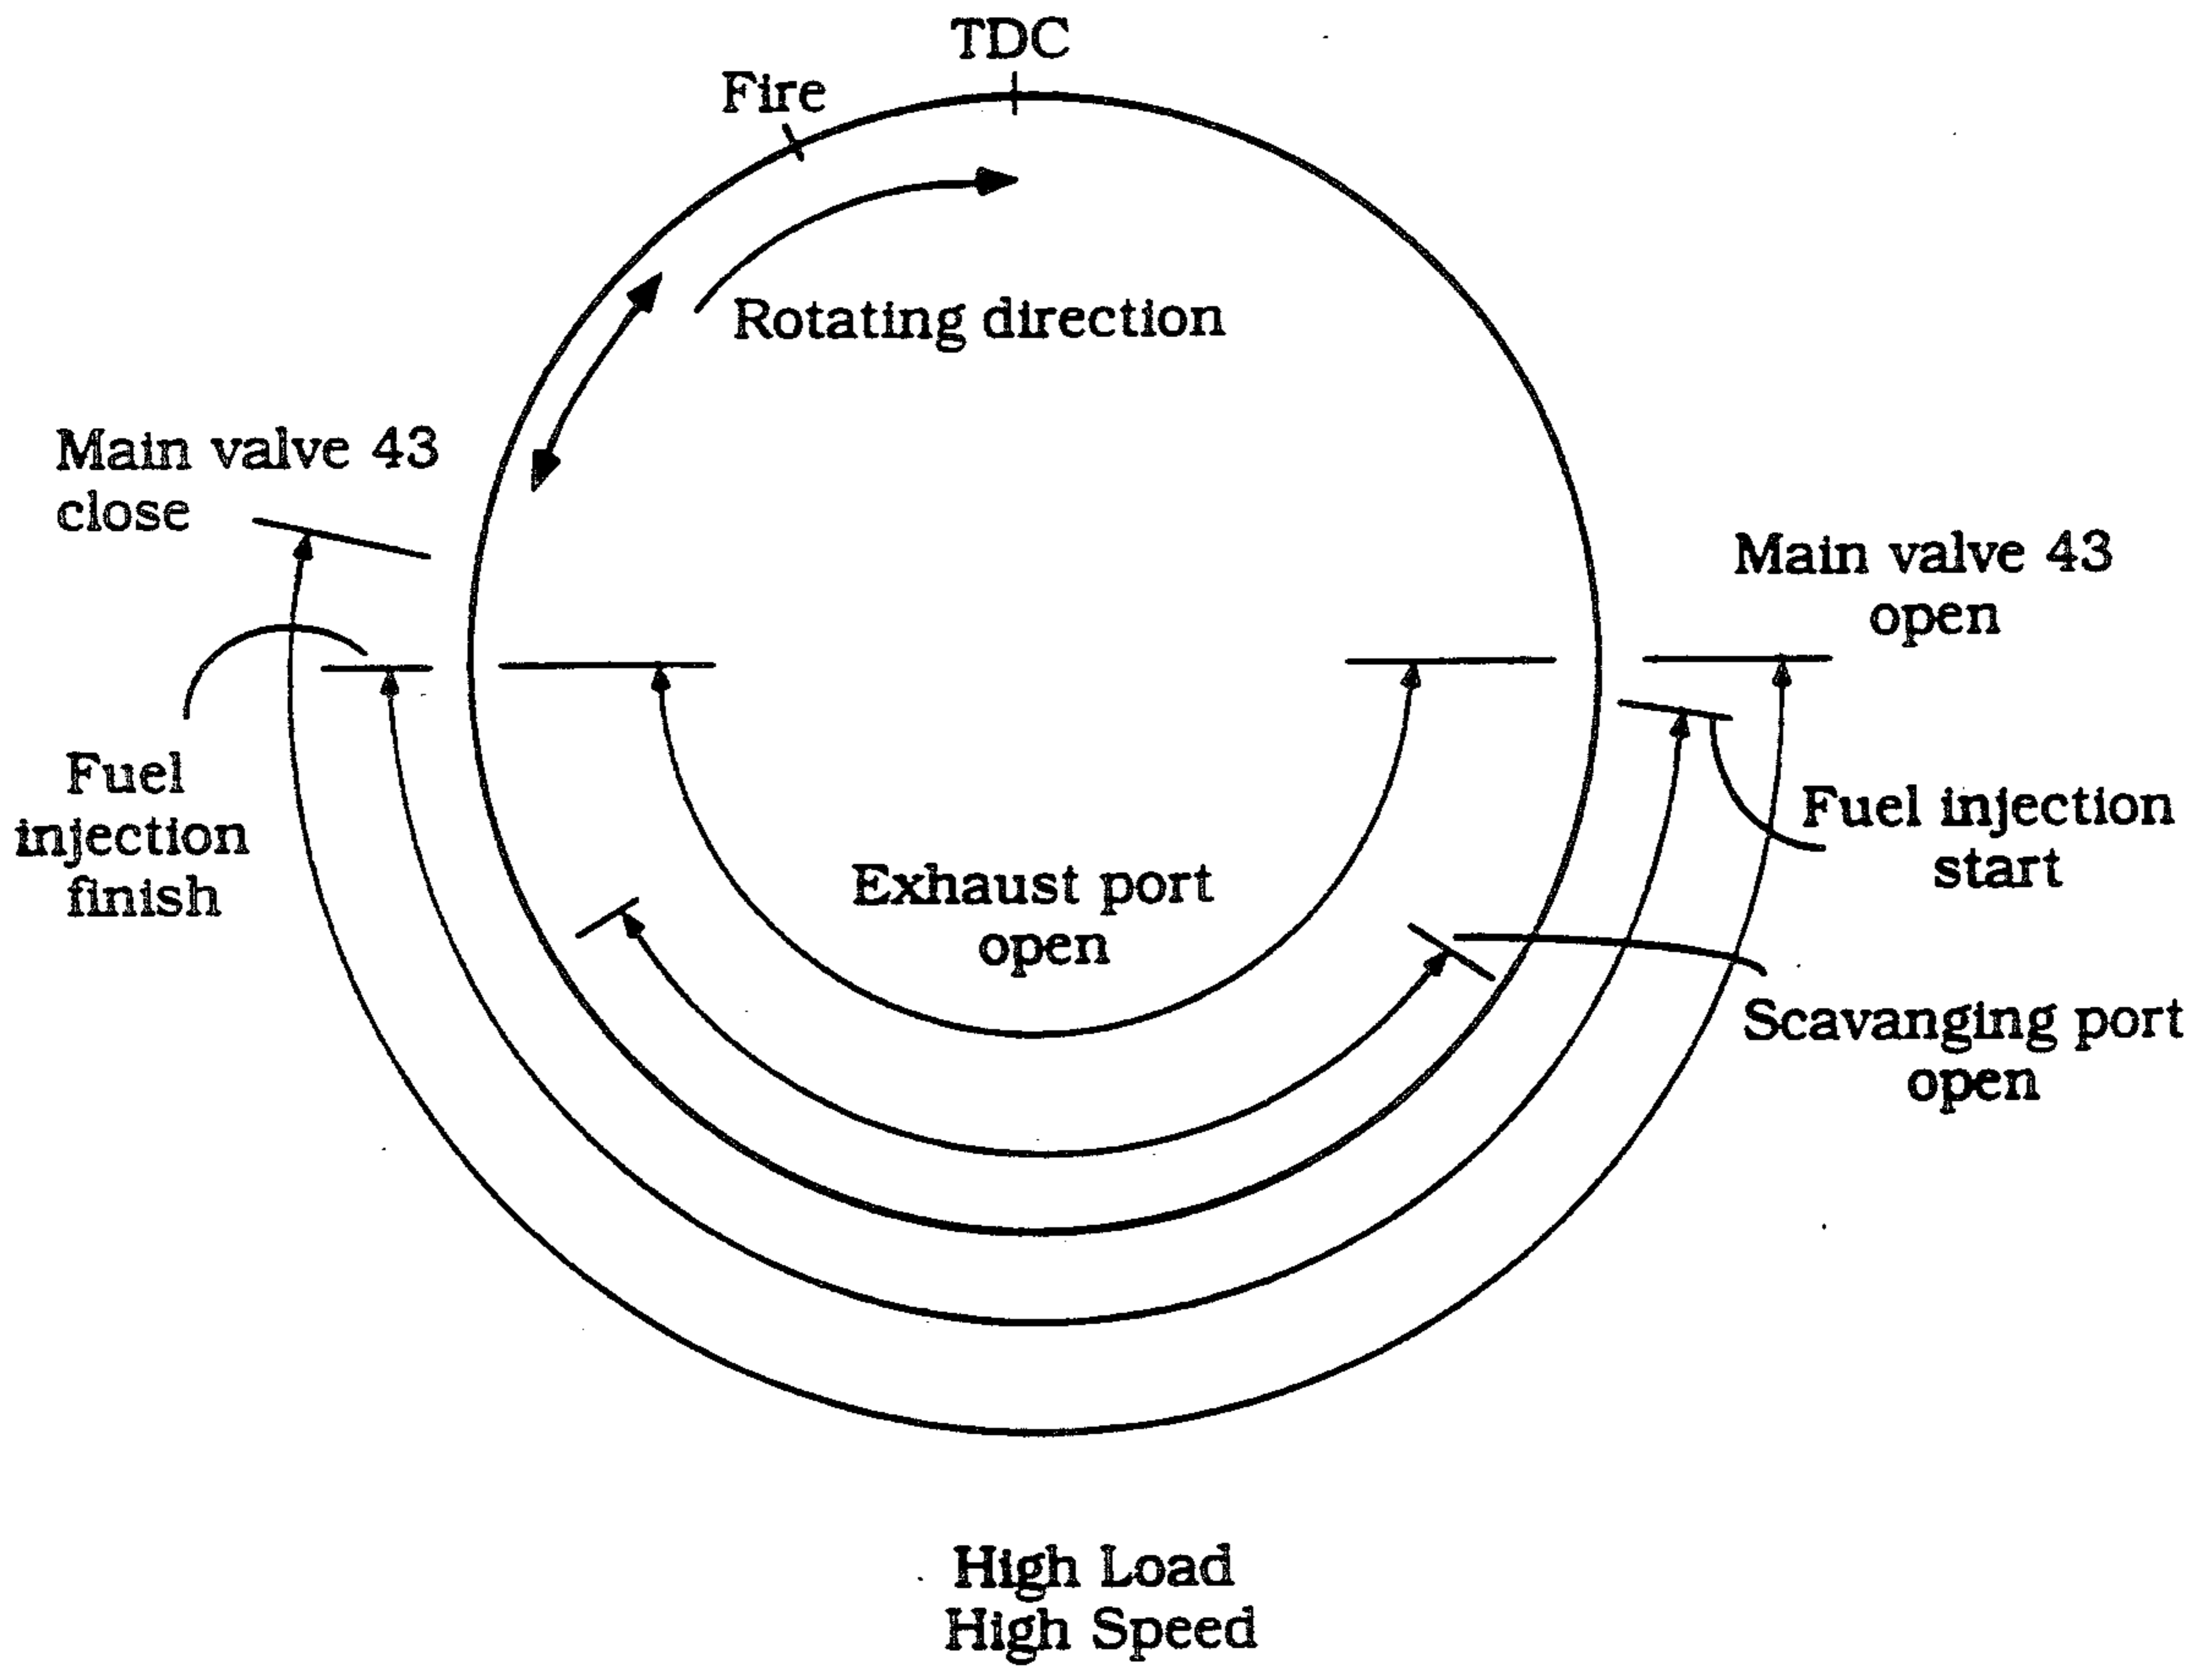 TDC
Fire
Rotating direction
Main valve 43
close
Main valve 43
open
Fuel
injection
finish
Fuel injection
start
Exhaust port
open
Scavanging port
open
High Load
High Speed